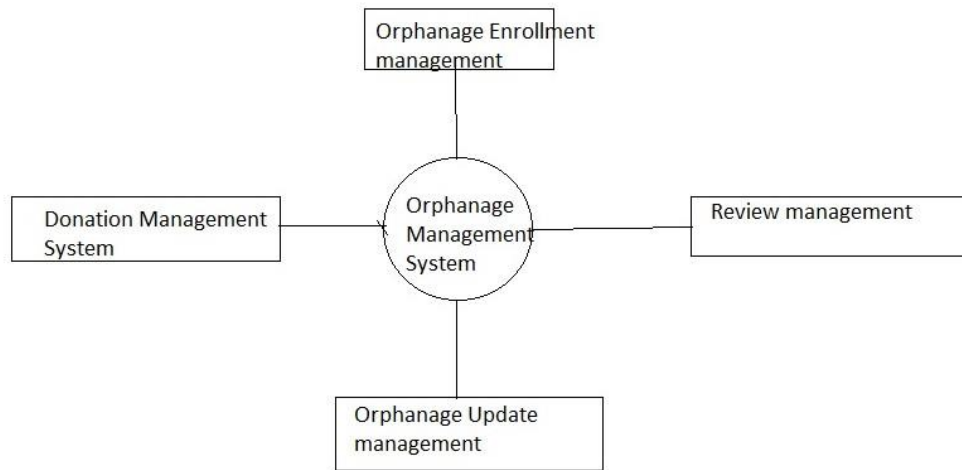 Orphanage Enrollment
management
Donation Management
System
Orphanage
Management
System
Review management
Orphanage Update
management